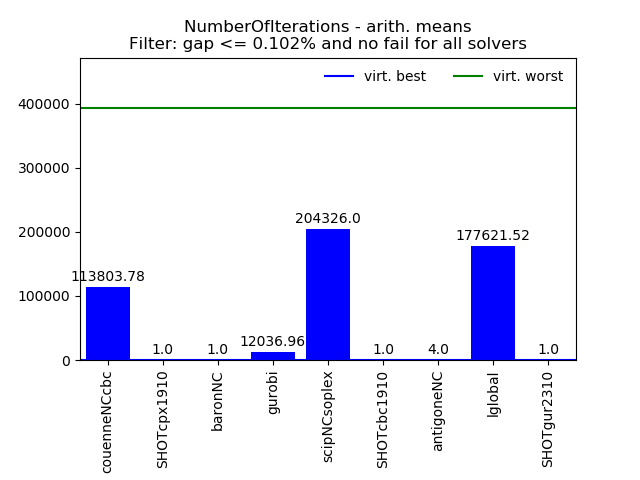 NumberOfIterations - arith. means
Filter: gap <= 0.102% and no fail for all solvers
virt. best
virt. worst
400000
300000
200000
100000
0
113803.78
1.0
1.0
12036.96
204326.0
1.0
4.0
177621.52
1.0
couenneNCcbc
SHOTcpx1910
baronNC
gurobi
scipNCsoplex
SHOTcbc1910
antigoneNC
lglobal
SHOTgur2310